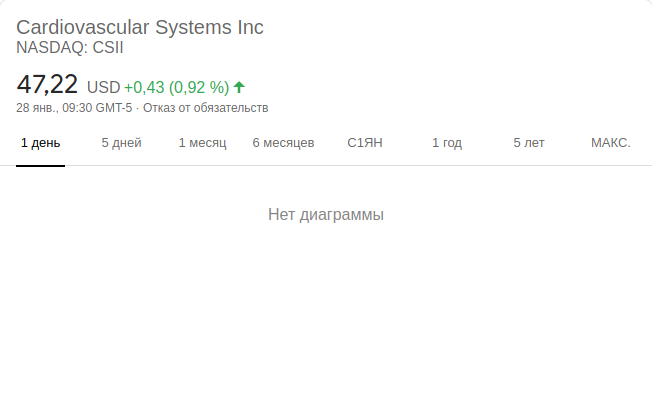 Cardiovascular Systems Inc
NASDAQ: CSII
47,22 USD +0,43 (0,92 %)
28 янв., 09:30 GMT-5 · Отказ от обязательств
1 день 5 дней 1 месяц 6 месяцев С1ЯН 1 год 5 лет МАКС.
Нет диаграммы